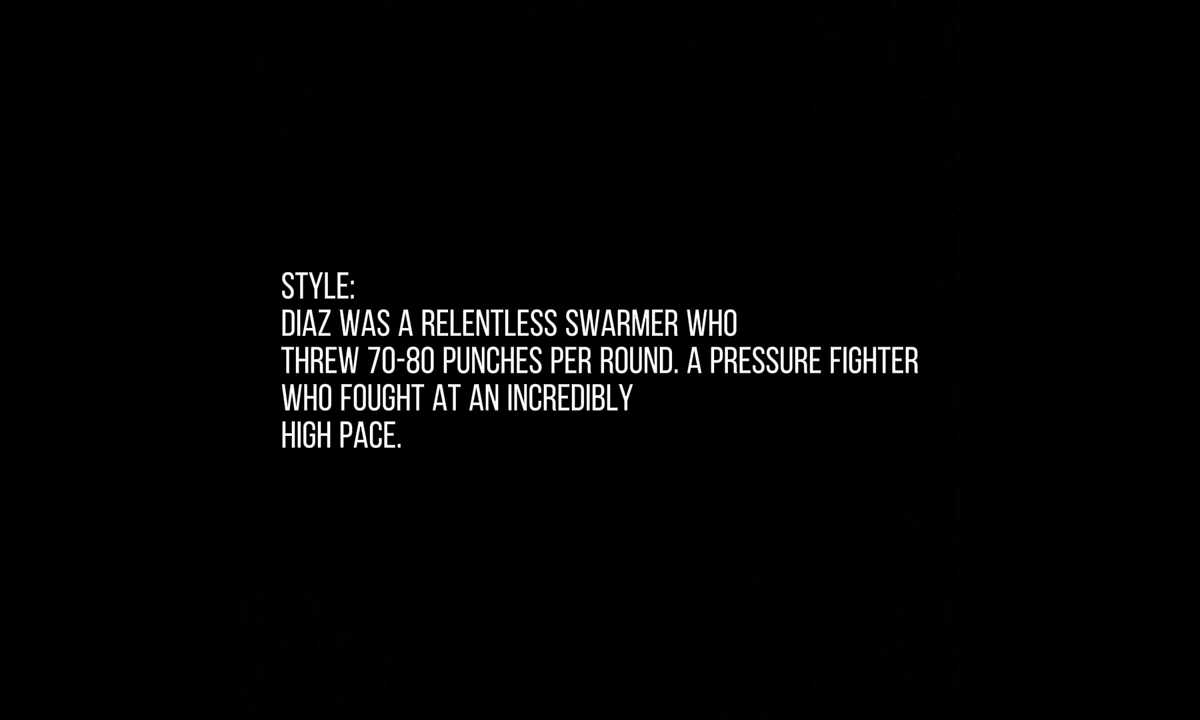 STYLE:
DIAZ WAS A RELENTLESS SWARMER WHO
THREW 70-80 PUNCHES PER ROUND. A PRESSURE FIGHTER
WHO FOUGHT AT AN INCREDIBLY
HIGH PACE.